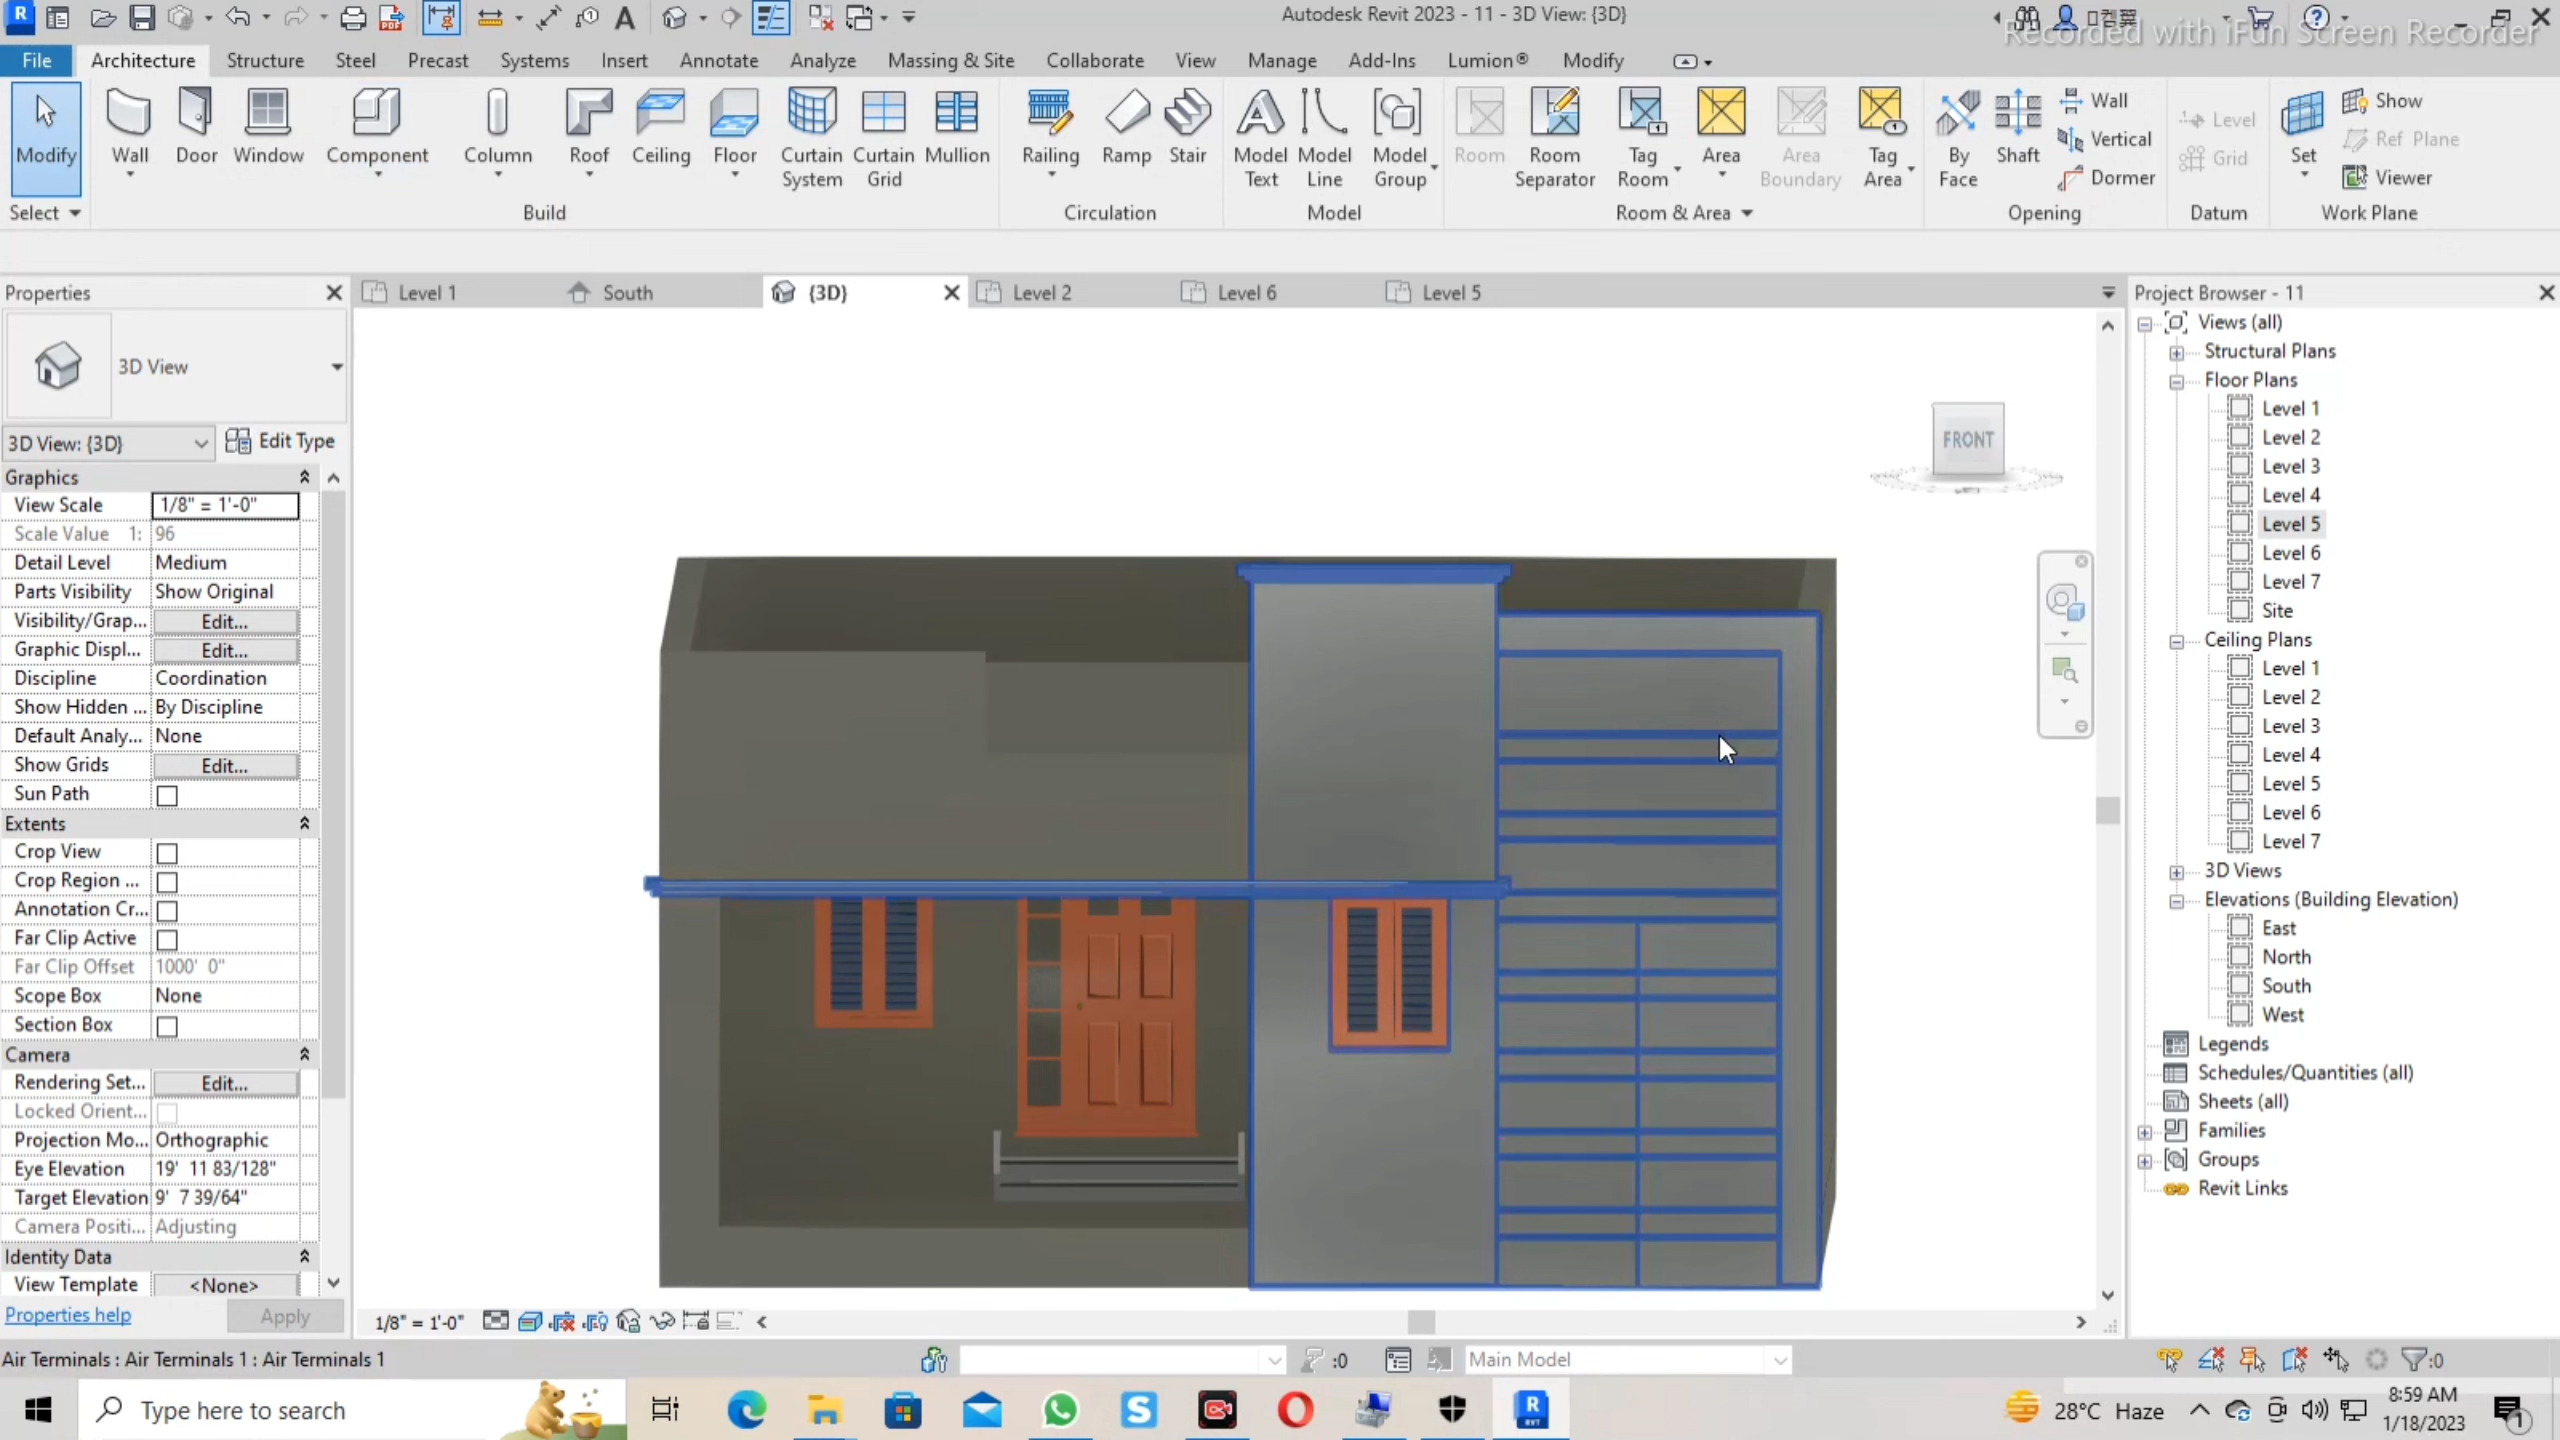 Autodesk Revit 2023 - 11 - 3D View: {3D}
Recorded with iFun Screen Recorder
File Architecture Structure Steel Precast Systems Insert Annotate Analyze Massing & Site Collaborate View Manage Add-Ins Lumion® Modify
Modify Wall Door Window Component Column Roof Ceiling Floor Curtain System Curtain Grid Mullion Railing Ramp Stair Model Text Model Line Model Group Room Room Separator Tag Room Area Area Boundary Tag Area By Face Shaft Wall Vertical Dormer Level Grid Set Show Ref Plane Viewer
Select Build Circulation Model Room & Area Opening Datum Work Plane
Properties
Level 1 South {3D} Level 2 Level 6 Level 5
Project Browser - 11
3D View
3D View: {3D} Edit Type
Graphics
View Scale 1/8" = 1'-0"
Scale Value 1: 96
Detail Level Medium
Parts Visibility Show Original
Visibility/Grap... Edit...
Graphic Displ... Edit...
Discipline Coordination
Show Hidden ... By Discipline
Default Analy... None
Show Grids Edit...
Sun Path
Extents
Crop View
Crop Region ...
Annotation Cr...
Far Clip Active
Far Clip Offset 1000' 0"
Scope Box None
Section Box
Camera
Rendering Set... Edit...
Locked Orient...
Projection Mo... Orthographic
Eye Elevation 19' 11 83/128"
Target Elevation 9' 7 39/64"
Camera Positi... Adjusting
Identity Data
View Template <None>
Properties help Apply
FRONT
Views (all)
Structural Plans
Floor Plans
Level 1
Level 2
Level 3
Level 4
Level 5
Level 6
Level 7
Site
Ceiling Plans
Level 1
Level 2
Level 3
Level 4
Level 5
Level 6
Level 7
3D Views
Elevations (Building Elevation)
East
North
South
West
Legends
Schedules/Quantities (all)
Sheets (all)
Families
Groups
Revit Links
1/8" = 1'-0"
Air Terminals : Air Terminals 1 : Air Terminals 1
:0
Main Model
:0
Type here to search
28°C Haze
8:59 AM
1/18/2023
1